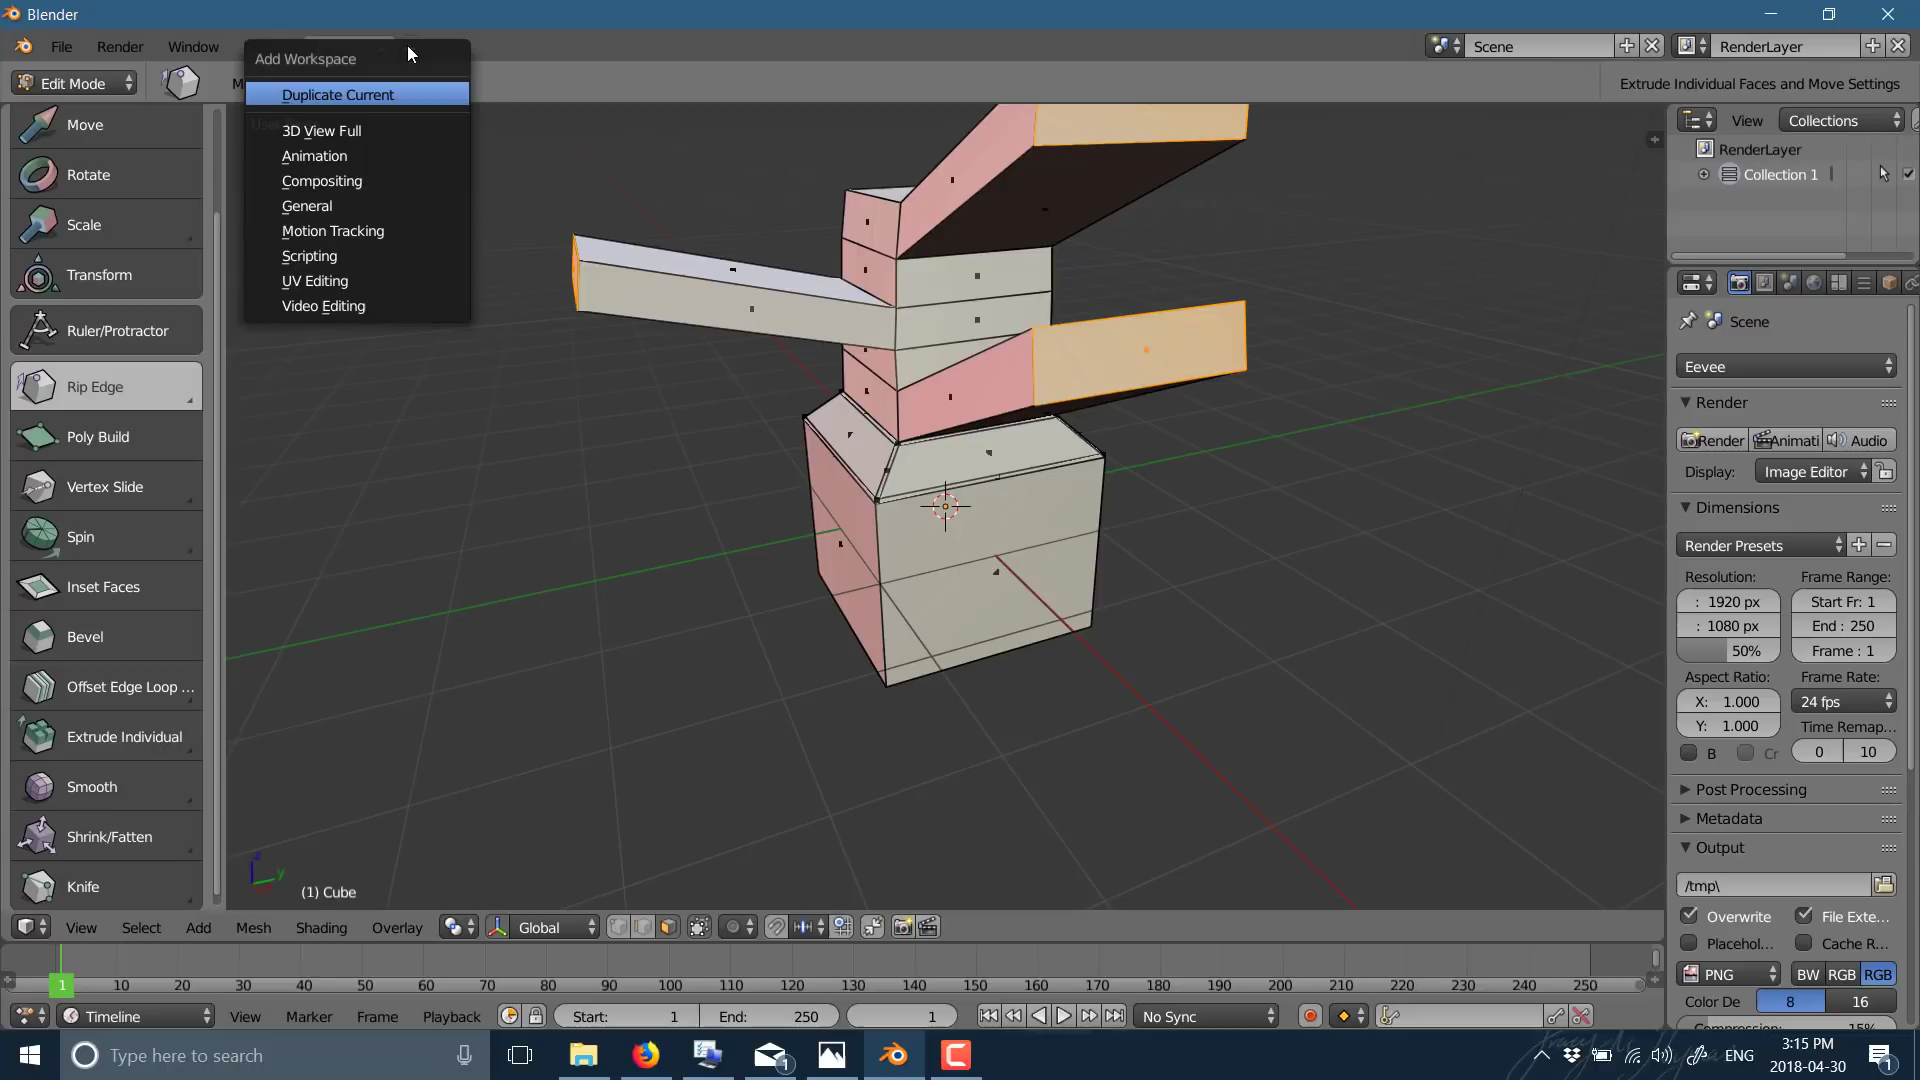 Blender
File Render Window
Add Workspace
Duplicate Current
3D View Full
Animation
Compositing
General
Motion Tracking
Scripting
UV Editing
Video Editing
Scene
RenderLayer
Edit Mode
Extrude Individual Faces and Move Settings
Move
Rotate
Scale
Transform
Ruler/Protractor
Rip Edge
Poly Build
Vertex Slide
Spin
Inset Faces
Bevel
Offset Edge Loop ...
Extrude Individual
Smooth
Shrink/Fatten
Knife
z
y
(1) Cube
View Collections
RenderLayer
Collection 1
Scene
Eevee
Render
Render Animati Audio
Display: Image Editor
Dimensions
Render Presets
Resolution: Frame Range:
: 1920 px Start Fr: 1
: 1080 px End : 250
50% Frame : 1
Aspect Ratio: Frame Rate:
X: 1.000 24 fps
Y: 1.000 Time Remap...
B Cr 0 10
Post Processing
Metadata
Output
/tmp\
Overwrite File Exte...
Placehol... Cache R...
PNG BW RGB RGB
Color De 8 16
Compression: 15%
View Select Add Mesh Shading Overlay Global
1 10 20 30 40 50 60 70 80 90 100 110 120 130 140 150 160 170 180 190 200 210 220 230 240 250
Timeline View Marker Frame Playback Start: 1 End: 250 1 No Sync
Type here to search
1
ENG
3:15 PM
2018-04-30
1